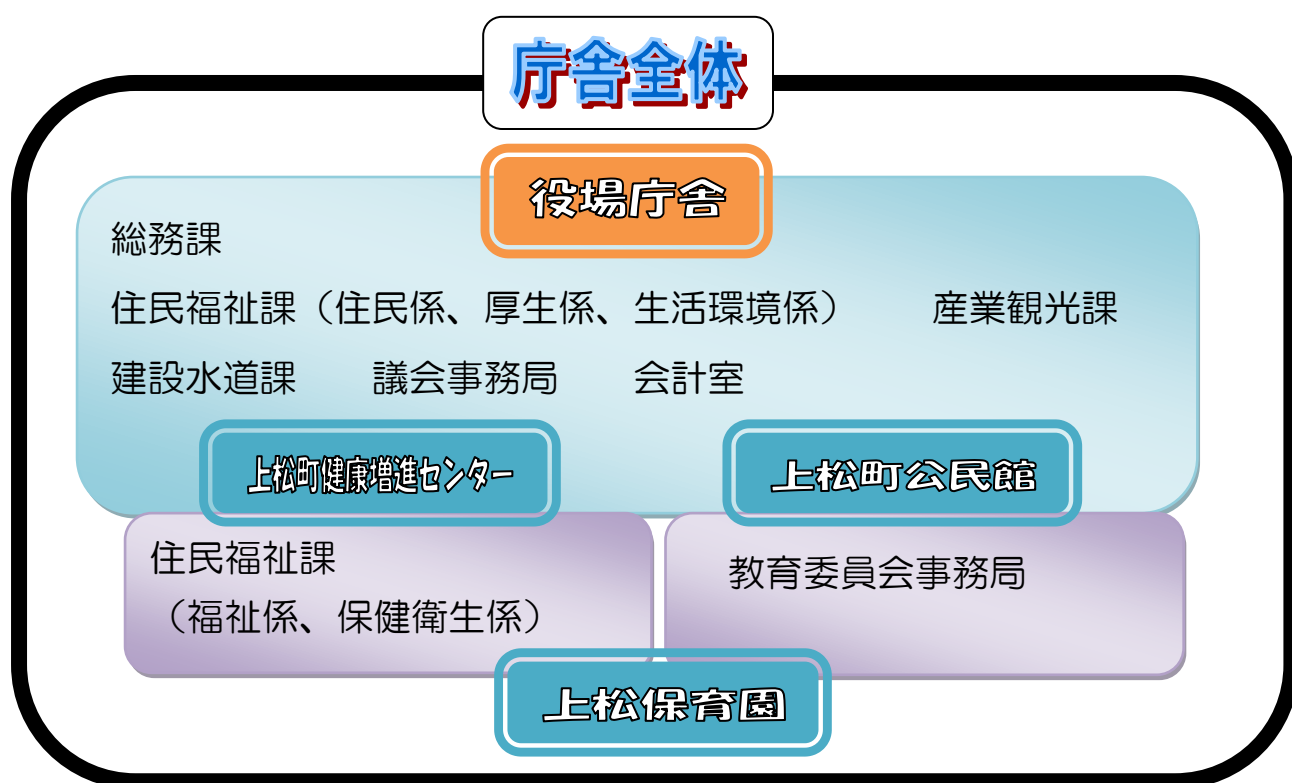 庁舎全体
役場庁舎
総務課
住民福祉課（住民係、厚生係、生活環境係）　産業観光課
建設水道課　議会事務局　会計室
上松町健康増進センター
上松町公民館
住民福祉課
（福祉係、保健衛生係）
教育委員会事務局
上松保育園